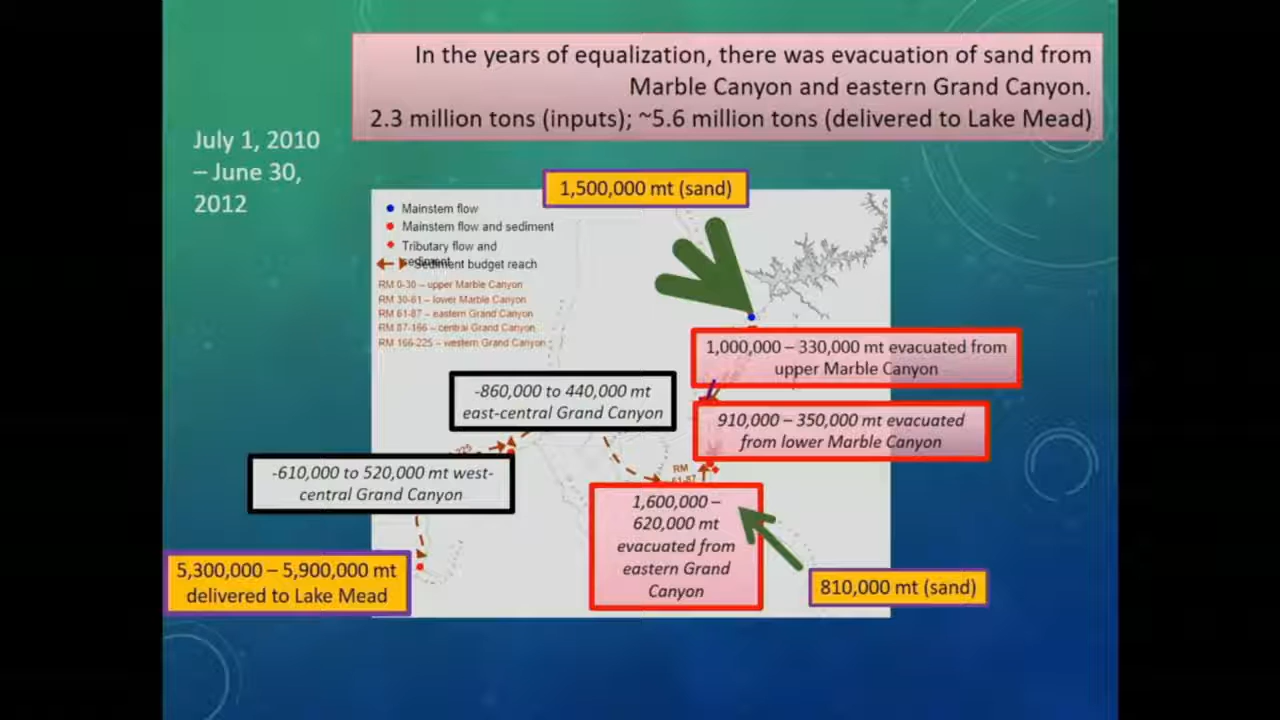 In the years of equalization, there was evacuation of sand from
Marble Canyon and eastern Grand Canyon.
2.3 million tons (inputs); ~5.6 million tons (delivered to Lake Mead)
July 1, 2010
– June 30,
2012
1,500,000 mt (sand)
Mainstem flow
Mainstem flow and sediment
Tributary flow and
sediment
Sediment budget reach
RM 0-30 – upper Marble Canyon
RM 30-61 – lower Marble Canyon
RM 61-87 – eastern Grand Canyon
RM 87-166 – central Grand Canyon
RM 166-225 – western Grand Canyon
1,000,000 – 330,000 mt evacuated from
upper Marble Canyon
-860,000 to 440,000 mt
east-central Grand Canyon
910,000 – 350,000 mt evacuated
from lower Marble Canyon
-610,000 to 520,000 mt west-
central Grand Canyon
RM
61-87
1,600,000 –
620,000 mt
evacuated from
eastern Grand
Canyon
5,300,000 – 5,900,000 mt
delivered to Lake Mead
810,000 mt (sand)